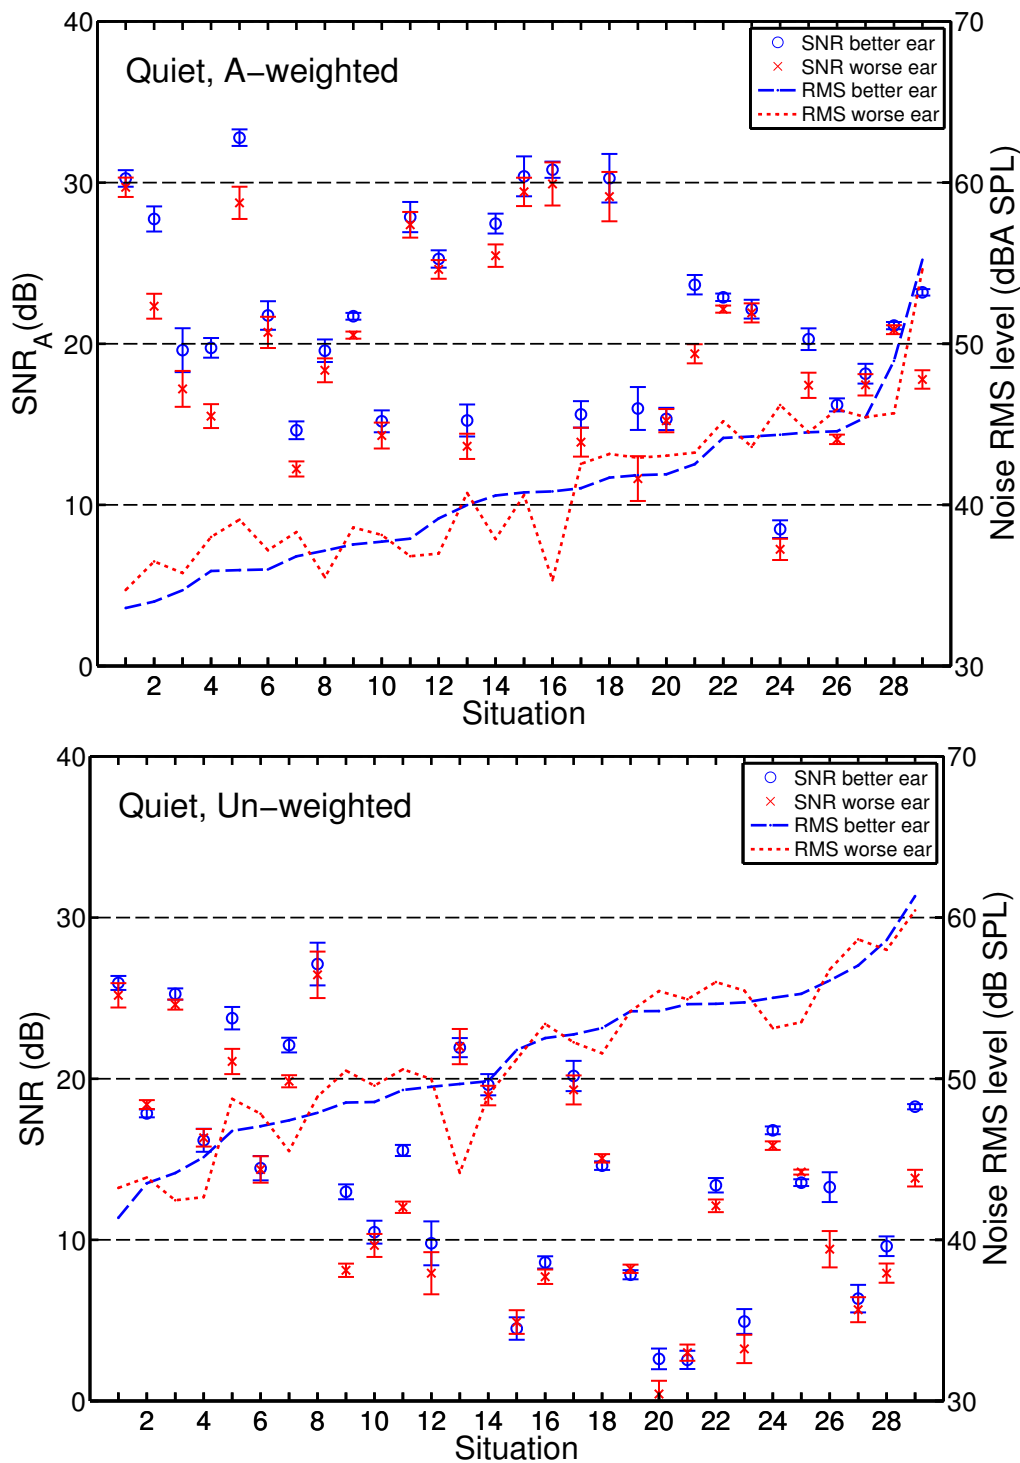 40
30
20
10
0
SNR_A(dB)
Quiet, A−weighted
SNR better ear
SNR worse ear
RMS better ear
RMS worse ear
70
60
50
40
30
Noise RMS level (dBA SPL)
2 4 6 8 10 12 14 16 18 20 22 24 26 28
Situation
40
30
20
10
0
SNR (dB)
Quiet, Un−weighted
SNR better ear
SNR worse ear
RMS better ear
RMS worse ear
70
60
50
40
30
Noise RMS level (dB SPL)
2 4 6 8 10 12 14 16 18 20 22 24 26 28
Situation